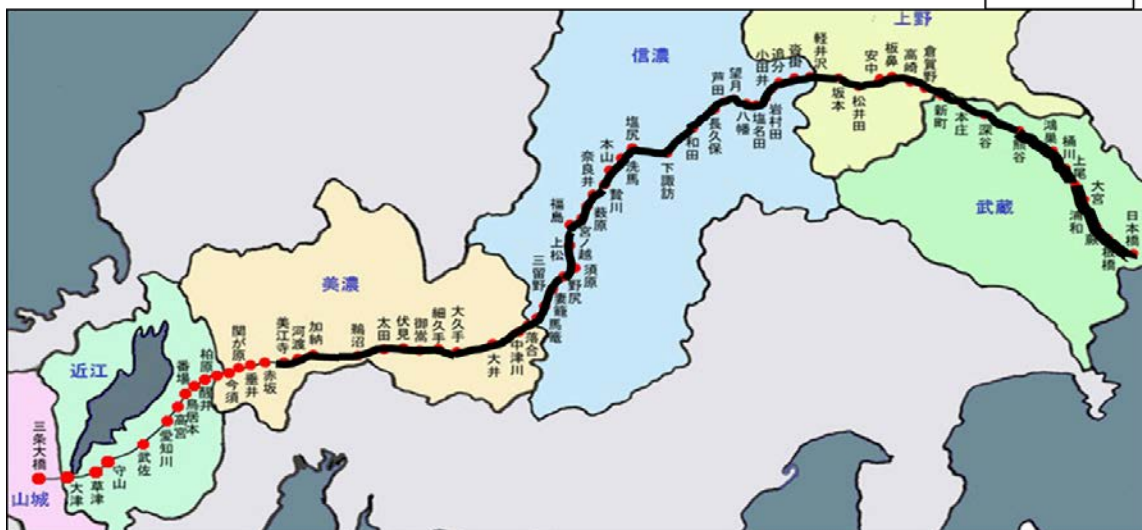 上野
信濃
武蔵
美濃
近江
山城
日本橋
板橋
蕨
浦和
大宮
上尾
桶川
鴻巣
熊谷
深谷
本庄
新町
倉賀野
高崎
板鼻
安中
松井田
坂本
軽井沢
沓掛
追分
小田井
岩村田
塩名田
八幡
望月
芦田
長久保
和田
下諏訪
塩尻
洗馬
本山
贄川
奈良井
薮原
宮ノ越
福島
上松
須原
野尻
三留野
妻籠
馬篭
落合
中津川
大井
大久手
細久手
御嵩
伏見
太田
鵜沼
加納
河渡
美江寺
赤坂
垂井
関が原
今須
柏原
醒井
番場
鳥居本
高宮
愛知川
武佐
守山
草津
大津
三条大橋